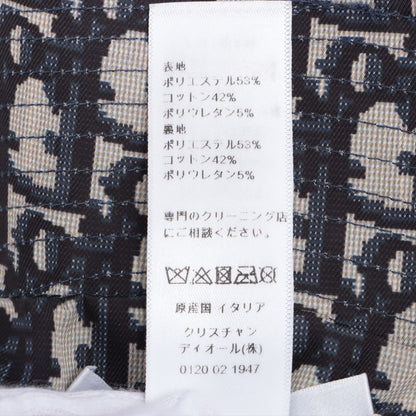 表地
ポリエステル53%
コットン42%
ポリウレタン5%
裏地
ポリエステル53%
コットン42%
ポリウレタン5%
専門のクリーニング店
にご相談ください。
原産国 イタリア
クリスチャン
ディオール(株)
0120 02 1947